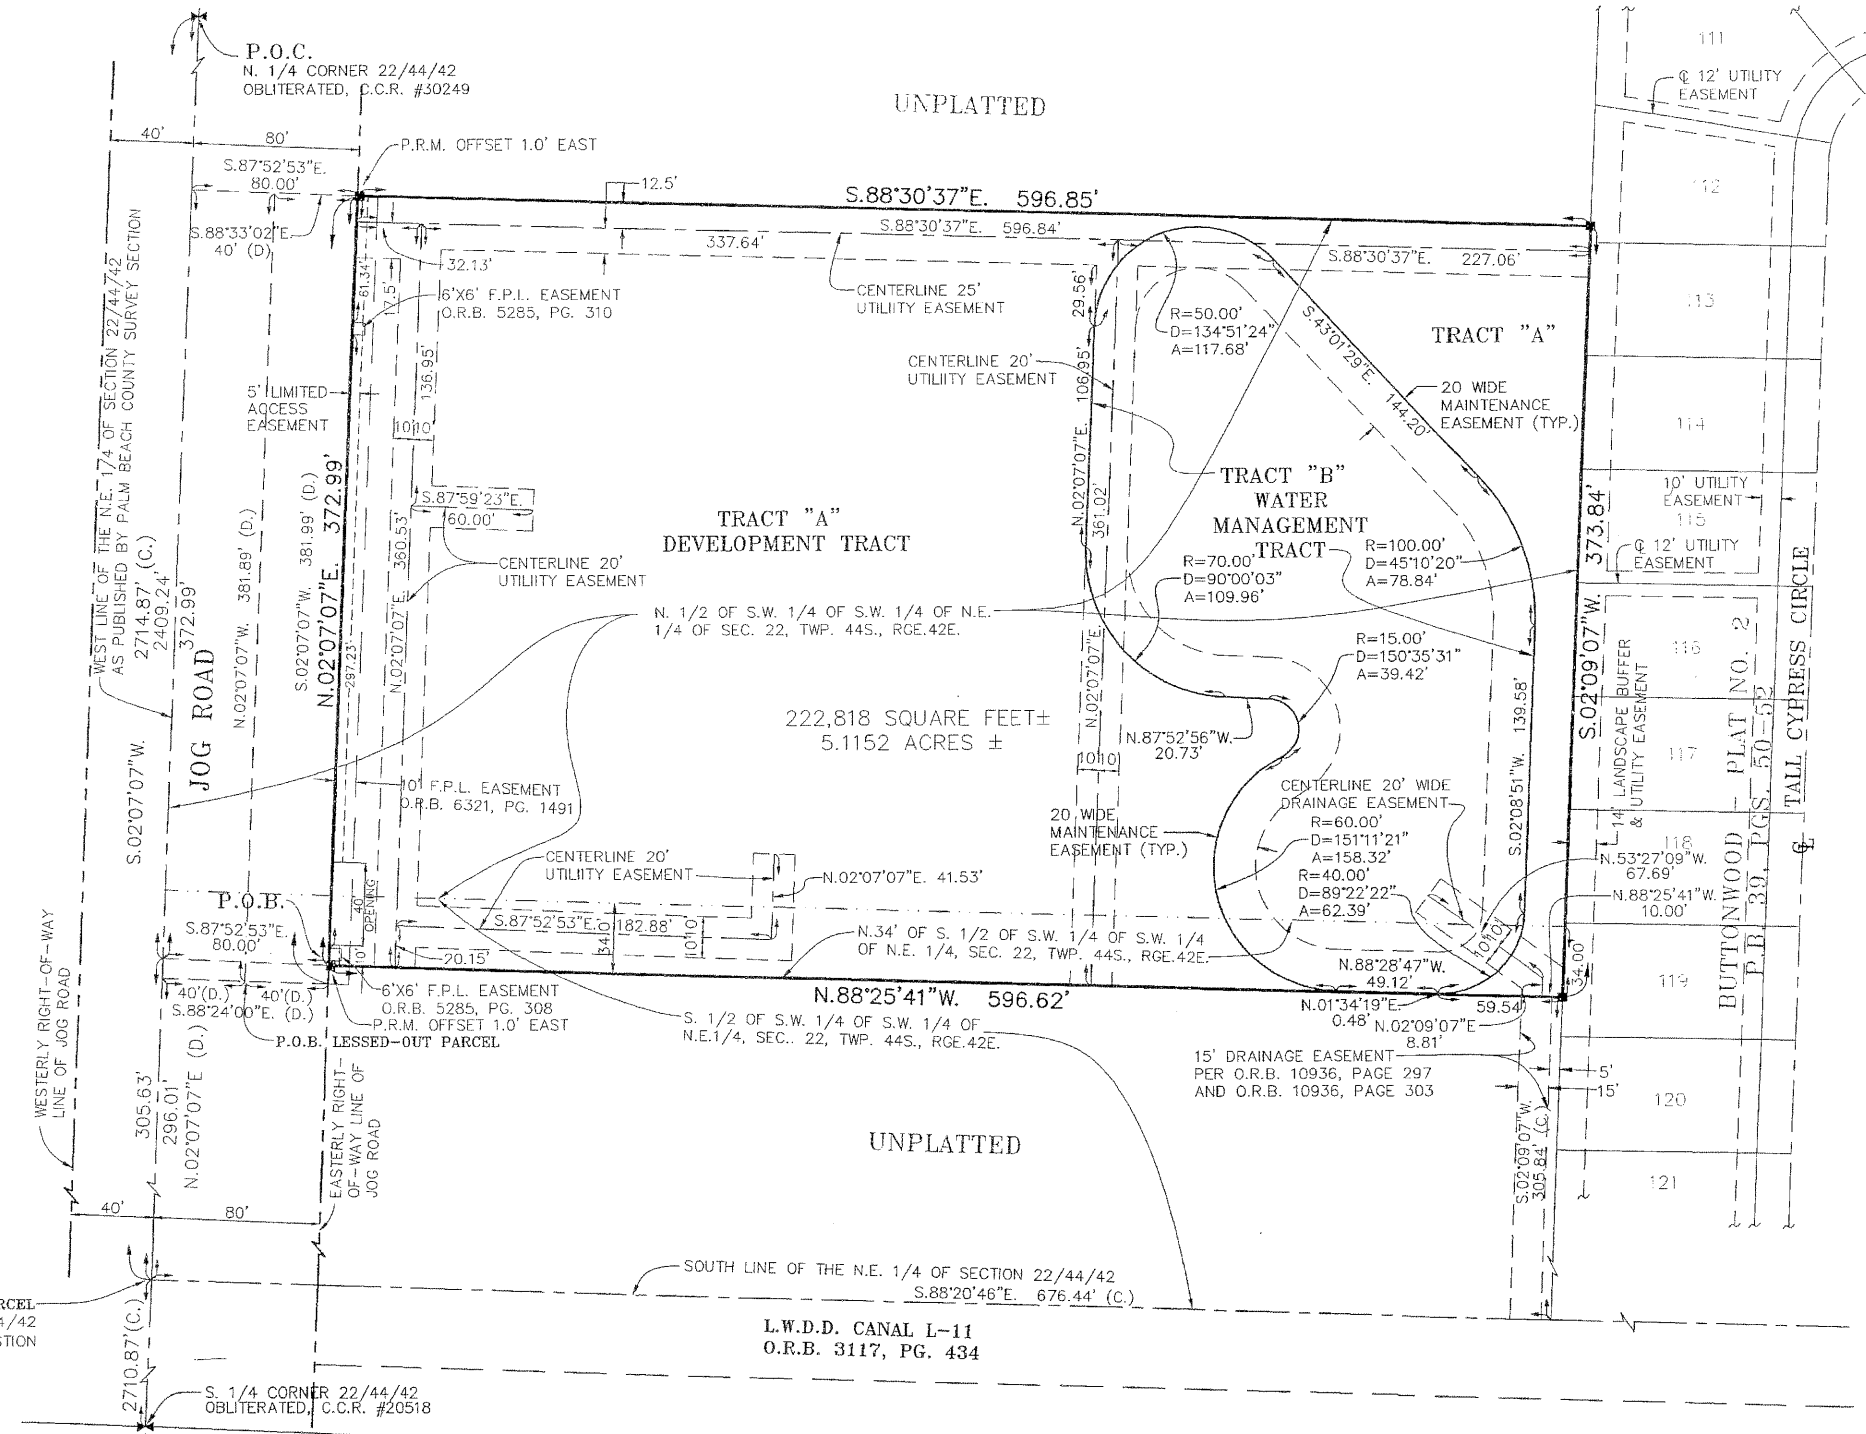 P.O.C.
N. 1/4 CORNER 22/44/42
OBLITERATED, C.C.R. #30249
UNPLATTED
111
℄ 12' UTILITY
EASEMENT
40'
80'
P.R.M. OFFSET 1.0' EAST
S.87°52'53"E.
80.00'
12.5'
S.88°30'37"E. 596.85'
112
S.88°33'02"E.
40' (D)
337.64'
S.88°30'37"E. 596.84'
S.88°30'37"E. 227.06'
32.13'
81.34'
7.5'
6'X6' F.P.L. EASEMENT
O.R.B. 5285, PG. 310
CENTERLINE 25'
UTILITY EASEMENT
29.56'
R=50.00'
D=134°51'24"
A=117.68'
S.43°01'29"E. 144.20'
TRACT "A"
113
WEST LINE OF THE N.E. 1/4 OF SECTION 22/44/42
AS PUBLISHED BY PALM BEACH COUNTY SURVEY SECTION
2714.87' (C.)
2409.24'
372.99'
5' LIMITED
ACCESS
EASEMENT
136.95'
10'
10'
CENTERLINE 20'
UTILIITY EASEMENT
106.95'
20 WIDE
MAINTENANCE
EASEMENT (TYP.)
114
S.02°07'07"W. 381.99' (D.)
N.02°07'07"E. 372.99'
N.02°07'07"W. 381.89' (D.)
S.87°59'23"E.
60.00'
N.02°07'07"E.
360.53'
297.23'
TRACT "A"
DEVELOPMENT TRACT
N.02°07'07"E.
361.02'
TRACT "B"
WATER
MANAGEMENT
TRACT
373.84'
S.02°09'07"W.
10' UTILITY
EASEMENT
115
CENTERLINE 20'
UTILIITY EASEMENT
R=70.00'
D=90°00'03"
A=109.96'
R=100.00'
D=45°10'20"
A=78.84'
℄ 12' UTILITY
EASEMENT
N. 1/2 OF S.W. 1/4 OF S.W. 1/4 OF N.E.
1/4 OF SEC. 22, TWP. 44S., RGE.42E.
N.02°07'07"E.
R=15.00'
D=150°35'31"
A=39.42'
116
JOG ROAD
S.02°07'07"W.
222,818 SQUARE FEET±
5.1152 ACRES ±
N.87°52'56"W.
20.73'
S.02°08'51"W. 139.58'
14' LANDSCAPE BUFFER
& UTILITY EASEMENT
117
BUTTONWOOD PLAT NO. 2
P.B. 39, PGS. 50-52
TALL CYPRESS CIRCLE
℄
10' F.P.L. EASEMENT
O.R.B. 6321, PG. 1491
10'
10'
CENTERLINE 20' WIDE
DRAINAGE EASEMENT
20 WIDE
MAINTENANCE
EASEMENT (TYP.)
R=60.00'
D=151°11'21"
A=158.32'
R=40.00'
D=89°22'22"
A=62.39'
118
N.53°27'09"W.
67.69'
CENTERLINE 20'
UTILIITY EASEMENT
N.02°07'07"E. 41.53'
N.88°25'41"W.
10.00'
P.O.B.
40'
OPENING
S.87°52'53"E.
80.00'
S.87°52'53"E.
182.88'
34.0'
10'
10'
10'
10'
N.34' OF S. 1/2 OF S.W. 1/4 OF S.W. 1/4
OF N.E. 1/4, SEC. 22, TWP. 44S., RGE.42E.
34.00'
20.15'
N.88°28'47"W.
49.12'
119
40'(D.)
40'(D.)
S.88°24'00"E. (D.)
6'X6' F.P.L. EASEMENT
O.R.B. 5285, PG. 308
P.R.M. OFFSET 1.0' EAST
N.88°25'41"W. 596.62'
N.01°34'19"E.
0.48'
59.54'
N.02°09'07"E
8.81'
P.O.B. LESSED-OUT PARCEL
S. 1/2 OF S.W. 1/4 OF S.W. 1/4 OF
N.E.1/4, SEC.. 22, TWP. 44S., RGE.42E.
WESTERLY RIGHT-OF-WAY
LINE OF JOG ROAD
15' DRAINAGE EASEMENT
PER O.R.B. 10936, PAGE 297
AND O.R.B. 10936, PAGE 303
5'
15'
120
305.63'
296.01'
N.02°07'07"E (D.)
EASTERLY RIGHT-
OF-WAY LINE OF
JOG ROAD
UNPLATTED
S.02°09'07"W.
305.84' (C.)
121
40'
80'
SOUTH LINE OF THE N.E. 1/4 OF SECTION 22/44/42
S.88°20'46"E. 676.44' (C.)
L.W.D.D. CANAL L-11
O.R.B. 3117, PG. 434
2710.87'(C.)
S. 1/4 CORNER 22/44/42
OBLITERATED, C.C.R. #20518